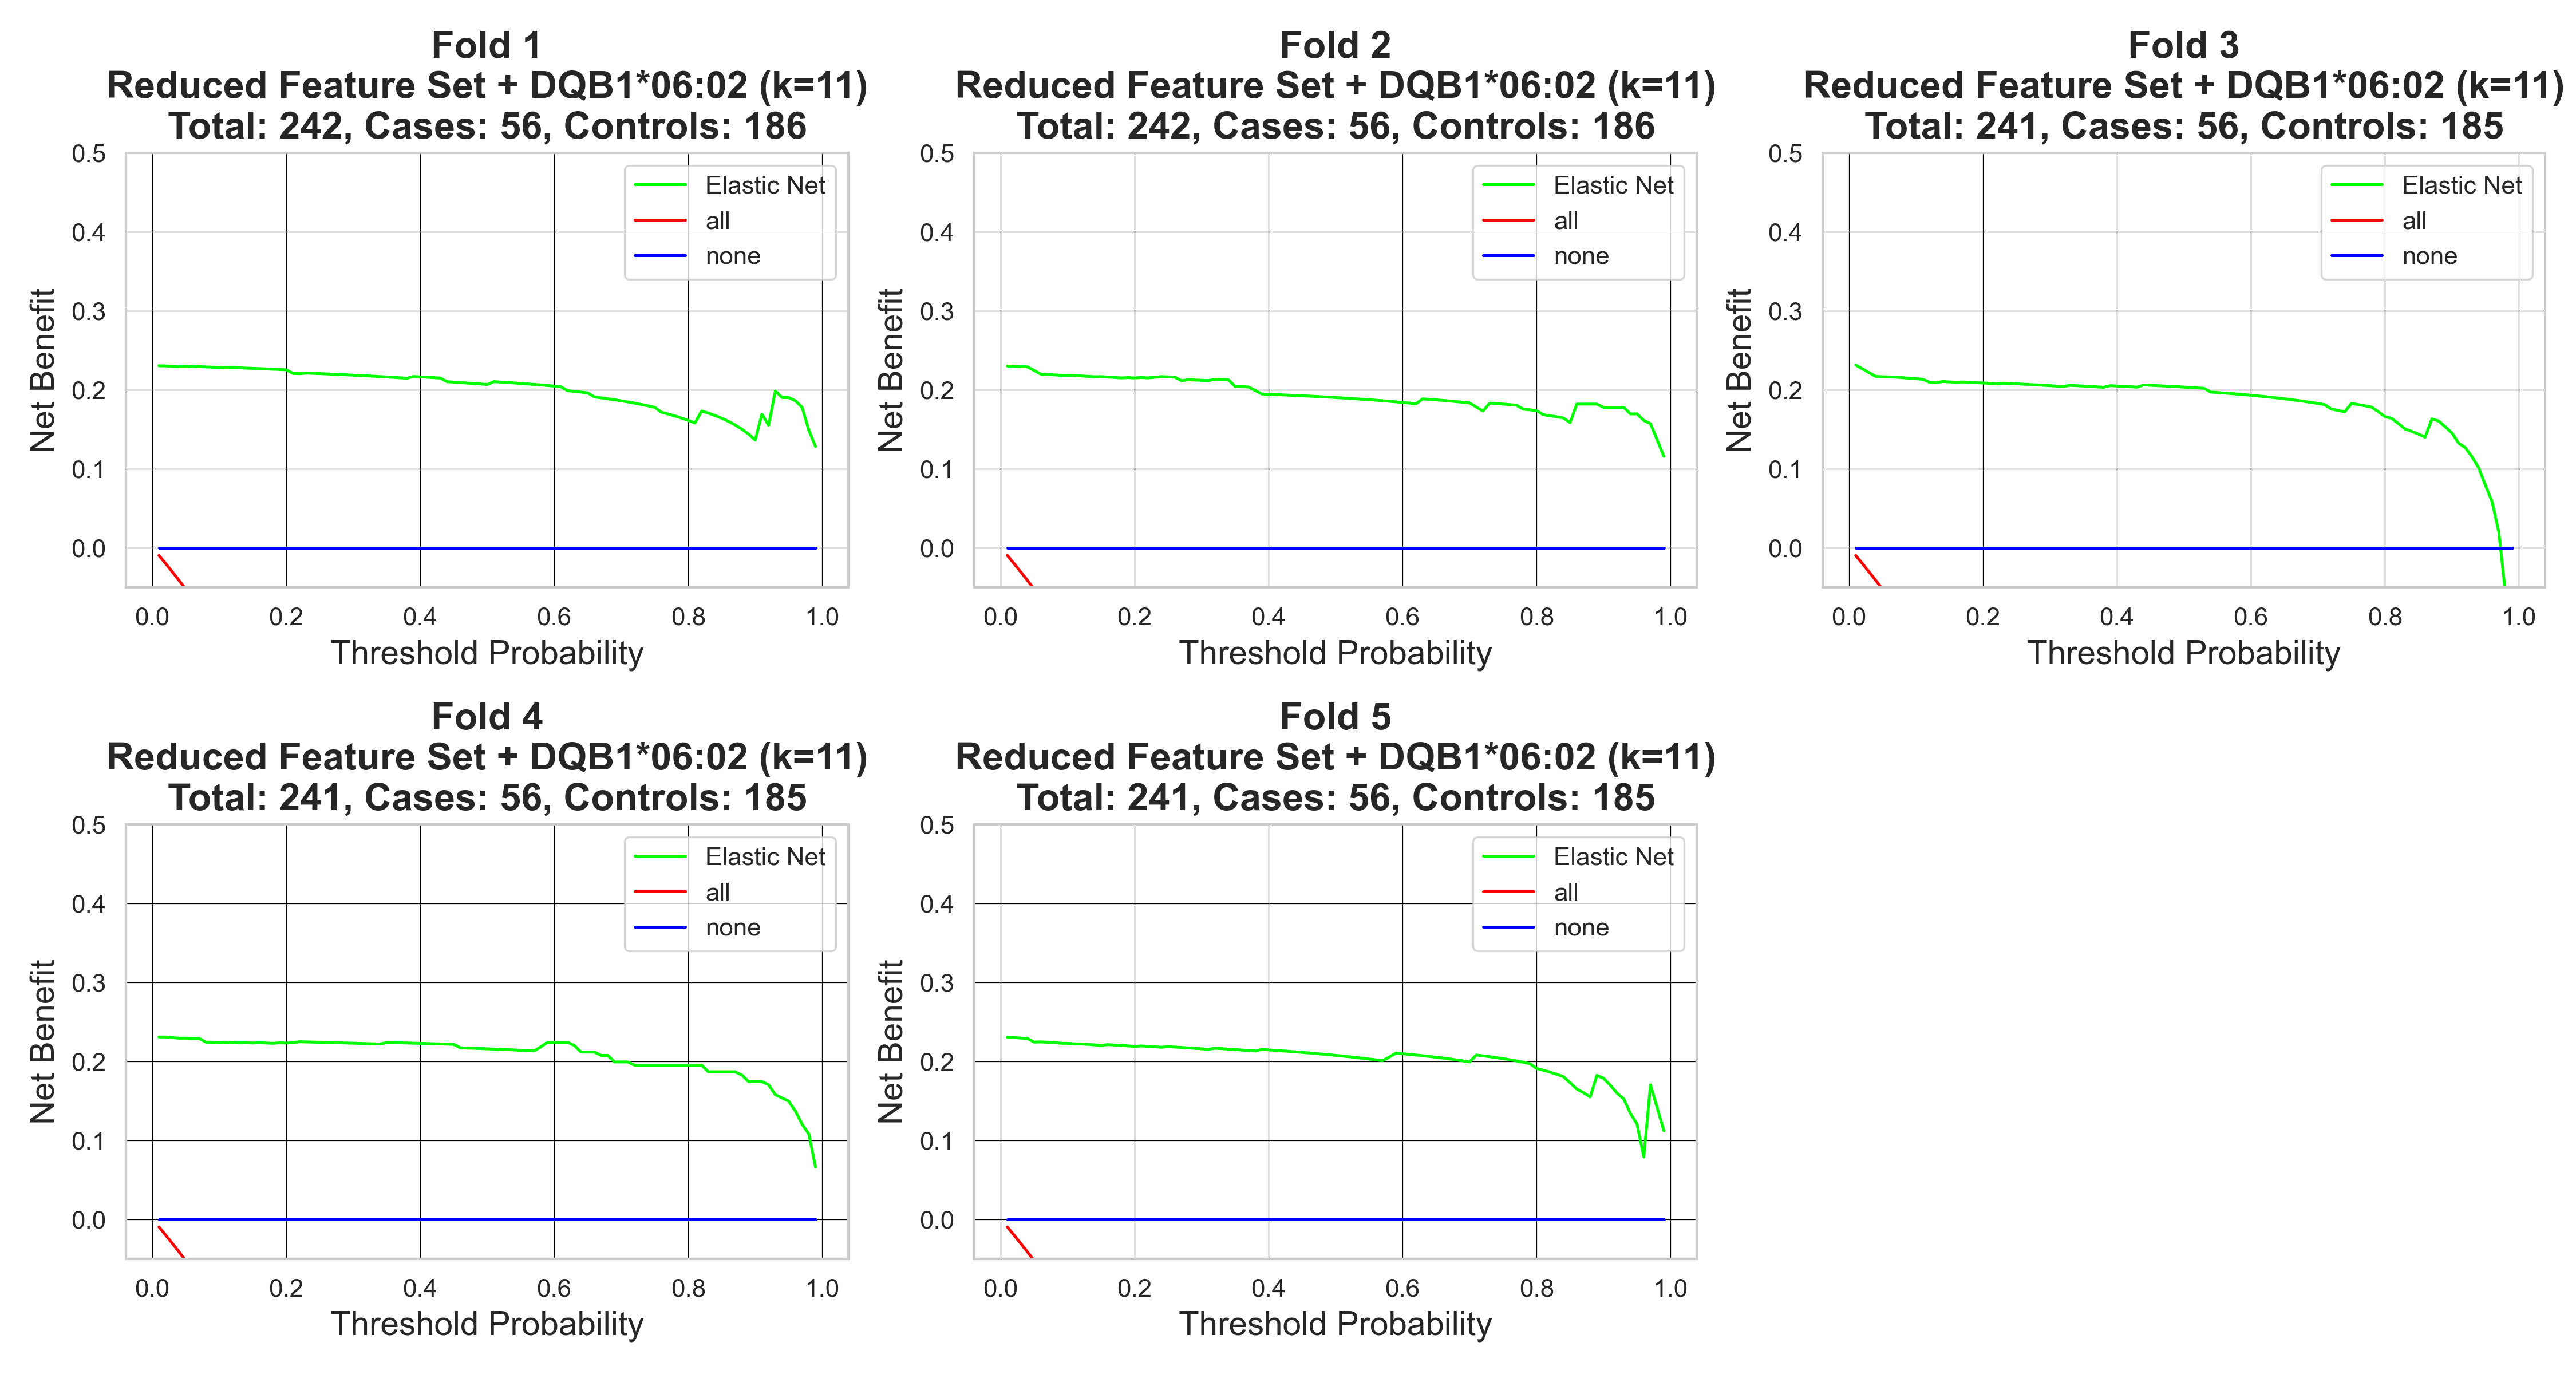 Fold 1
Reduced Feature Set + DQB1*06:02 (k=11)
Total: 242, Cases: 56, Controls: 186
0.5
0.4
0.3
0.2
0.1
0.0
Net Benefit
Elastic Net
all
none
0.0 0.2 0.4 0.6 0.8 1.0
Threshold Probability
Fold 2
Reduced Feature Set + DQB1*06:02 (k=11)
Total: 242, Cases: 56, Controls: 186
0.5
0.4
0.3
0.2
0.1
0.0
Net Benefit
Elastic Net
all
none
0.0 0.2 0.4 0.6 0.8 1.0
Threshold Probability
Fold 3
Reduced Feature Set + DQB1*06:02 (k=11)
Total: 241, Cases: 56, Controls: 185
0.5
0.4
0.3
0.2
0.1
0.0
Net Benefit
Elastic Net
all
none
0.0 0.2 0.4 0.6 0.8 1.0
Threshold Probability
Fold 4
Reduced Feature Set + DQB1*06:02 (k=11)
Total: 241, Cases: 56, Controls: 185
0.5
0.4
0.3
0.2
0.1
0.0
Net Benefit
Elastic Net
all
none
0.0 0.2 0.4 0.6 0.8 1.0
Threshold Probability
Fold 5
Reduced Feature Set + DQB1*06:02 (k=11)
Total: 241, Cases: 56, Controls: 185
0.5
0.4
0.3
0.2
0.1
0.0
Net Benefit
Elastic Net
all
none
0.0 0.2 0.4 0.6 0.8 1.0
Threshold Probability